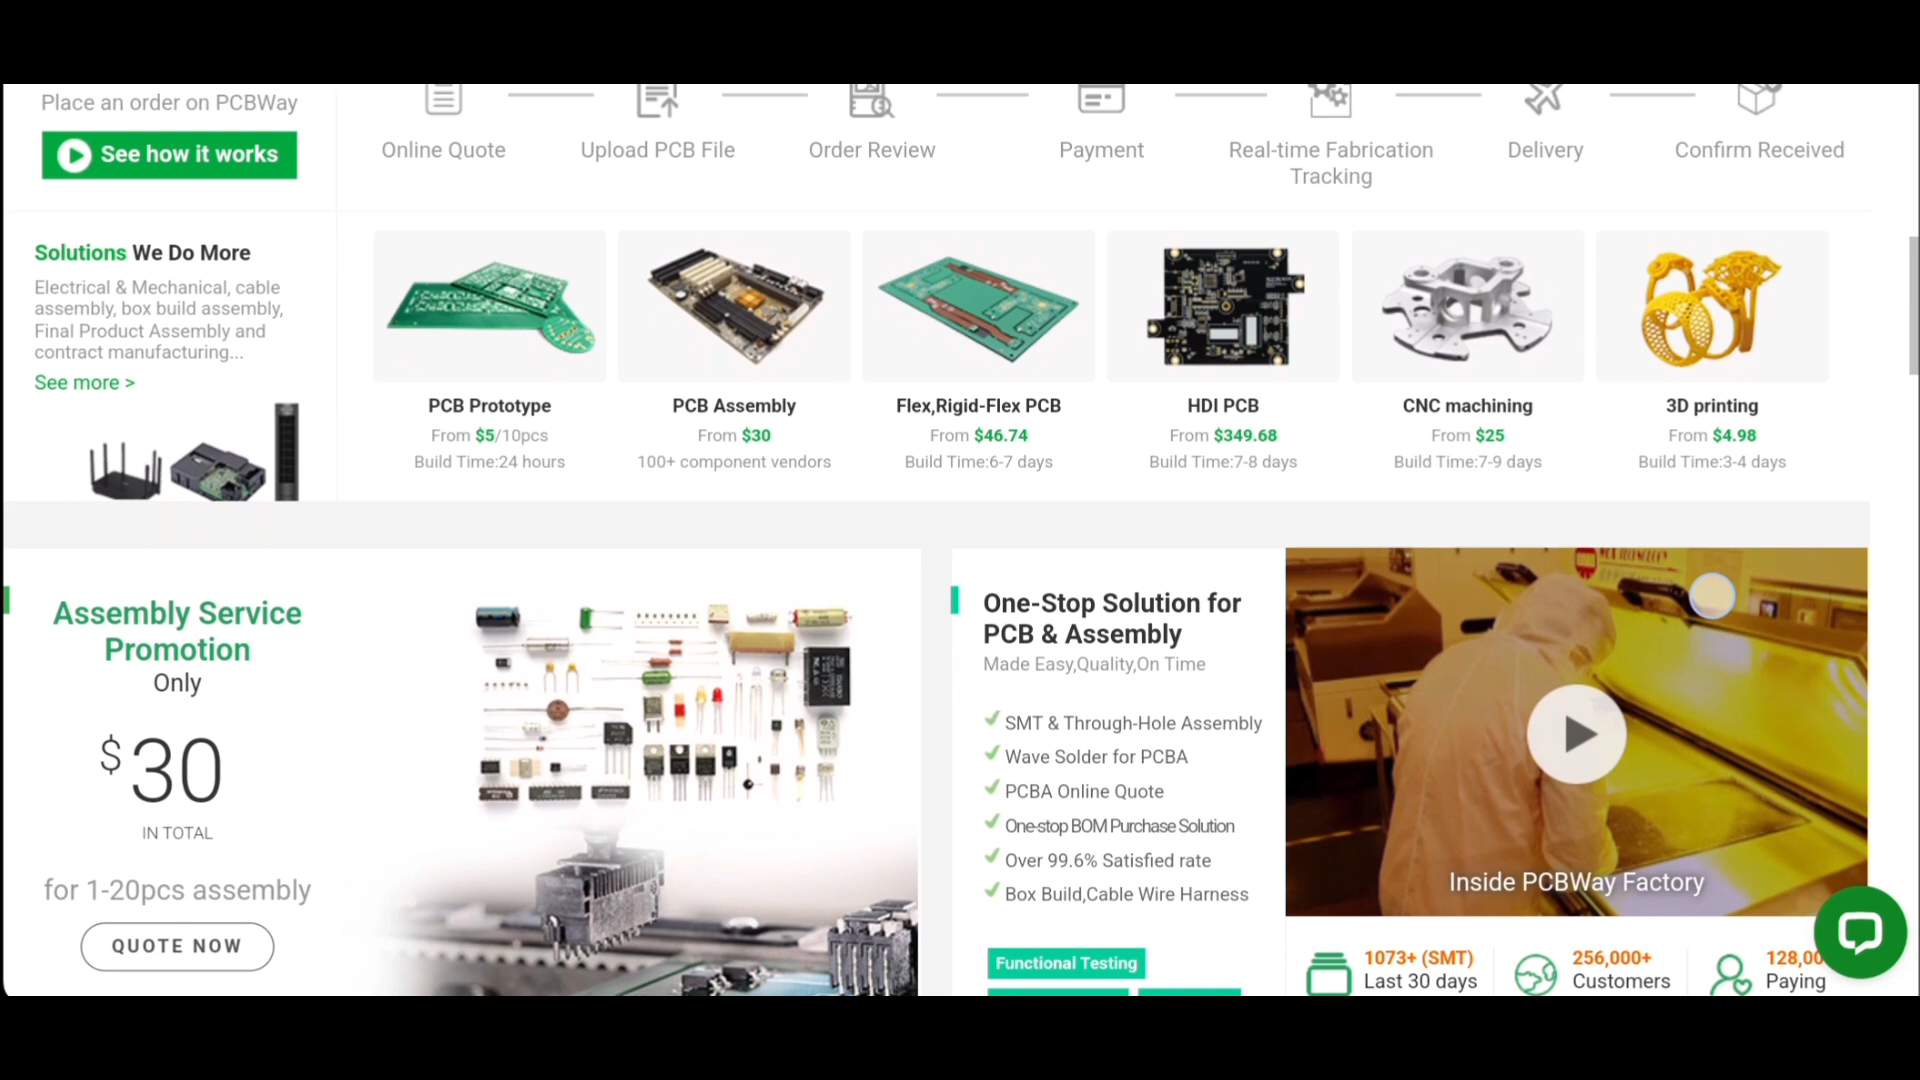 Place an order on PCBWay
See how it works
Online Quote
Upload PCB File
Order Review
Payment
Real-time Fabrication
Tracking
Delivery
Confirm Received
Solutions We Do More
Electrical & Mechanical, cable
assembly, box build assembly,
Final Product Assembly and
contract manufacturing...
See more >
PCB Prototype
From $5/10pcs
Build Time:24 hours
PCB Assembly
From $30
100+ component vendors
Flex,Rigid-Flex PCB
From $46.74
Build Time:6-7 days
HDI PCB
From $349.68
Build Time:7-8 days
CNC machining
From $25
Build Time:7-9 days
3D printing
From $4.98
Build Time:3-4 days
Assembly Service
Promotion
Only
$30
IN TOTAL
for 1-20pcs assembly
QUOTE NOW
One-Stop Solution for
PCB & Assembly
Made Easy,Quality,On Time
SMT & Through-Hole Assembly
Wave Solder for PCBA
PCBA Online Quote
One-stop BOM Purchase Solution
Over 99.6% Satisfied rate
Box Build,Cable Wire Harness
Functional Testing
Inside PCBWay Factory
1073+ (SMT)
Last 30 days
256,000+
Customers
128,00
Paying